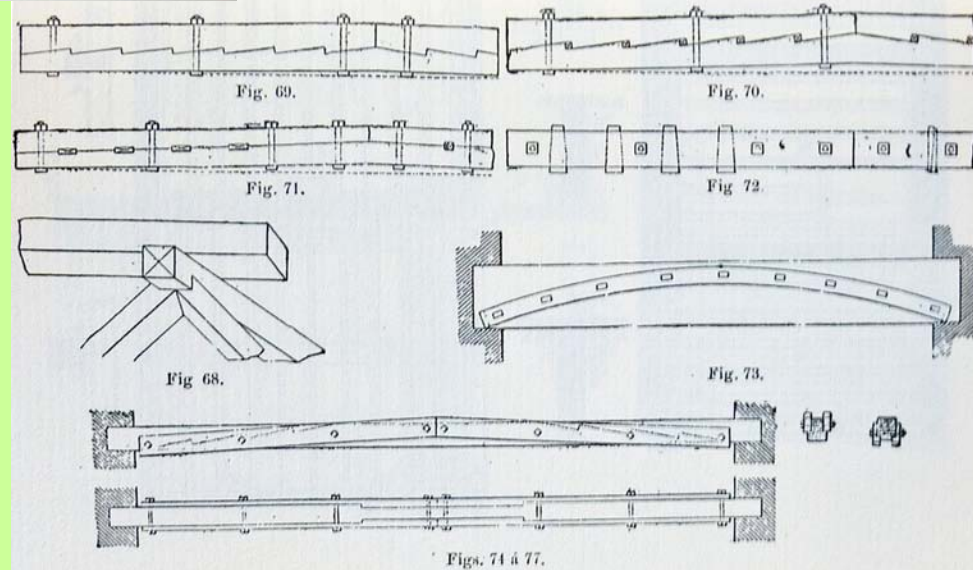 Fig. 69.
Fig. 70.
Fig. 71.
Fig 72.
Fig 68.
Fig. 73.
Figs. 74 á 77.